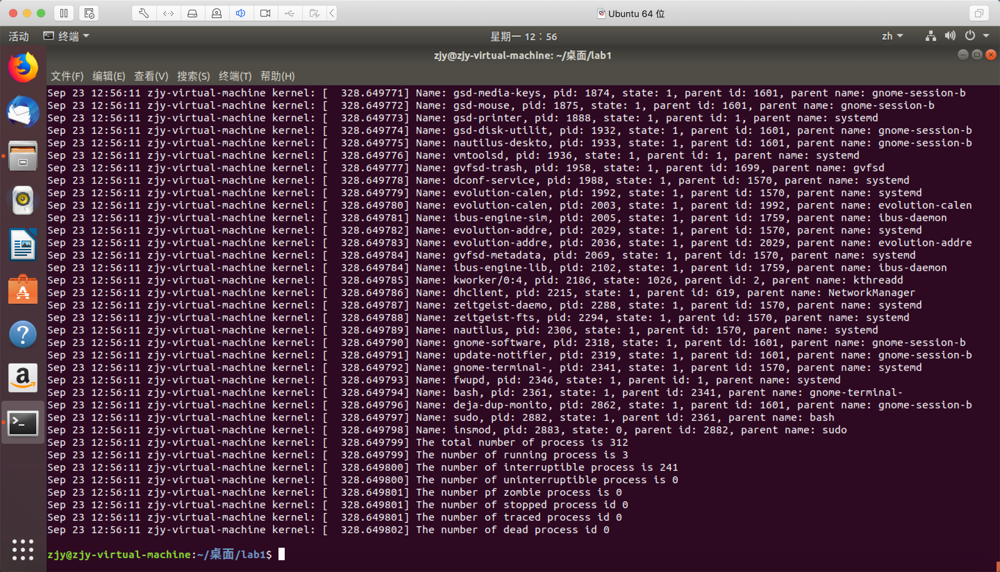 Ubuntu 64 位
活动 终端 星期一 12：56 zh
zjy@zjy-virtual-machine: ~/桌面/lab1
文件(F) 编辑(E) 查看(V) 搜索(S) 终端(T) 帮助(H)
Sep 23 12:56:11 zjy-virtual-machine kernel: [  328.649771] Name: gsd-media-keys, pid: 1874, state: 1, parent id: 1601, parent name: gnome-session-b
Sep 23 12:56:11 zjy-virtual-machine kernel: [  328.649772] Name: gsd-mouse, pid: 1875, state: 1, parent id: 1601, parent name: gnome-session-b
Sep 23 12:56:11 zjy-virtual-machine kernel: [  328.649773] Name: gsd-printer, pid: 1888, state: 1, parent id: 1, parent name: systemd
Sep 23 12:56:11 zjy-virtual-machine kernel: [  328.649774] Name: gsd-disk-utilit, pid: 1932, state: 1, parent id: 1601, parent name: gnome-session-b
Sep 23 12:56:11 zjy-virtual-machine kernel: [  328.649775] Name: nautilus-deskto, pid: 1933, state: 1, parent id: 1601, parent name: gnome-session-b
Sep 23 12:56:11 zjy-virtual-machine kernel: [  328.649776] Name: vmtoolsd, pid: 1936, state: 1, parent id: 1, parent name: systemd
Sep 23 12:56:11 zjy-virtual-machine kernel: [  328.649777] Name: gvfsd-trash, pid: 1958, state: 1, parent id: 1699, parent name: gvfsd
Sep 23 12:56:11 zjy-virtual-machine kernel: [  328.649778] Name: dconf-service, pid: 1988, state: 1, parent id: 1570, parent name: systemd
Sep 23 12:56:11 zjy-virtual-machine kernel: [  328.649779] Name: evolution-calen, pid: 1992, state: 1, parent id: 1570, parent name: systemd
Sep 23 12:56:11 zjy-virtual-machine kernel: [  328.649780] Name: evolution-calen, pid: 2003, state: 1, parent id: 1992, parent name: evolution-calen
Sep 23 12:56:11 zjy-virtual-machine kernel: [  328.649781] Name: ibus-engine-sim, pid: 2005, state: 1, parent id: 1759, parent name: ibus-daemon
Sep 23 12:56:11 zjy-virtual-machine kernel: [  328.649782] Name: evolution-addre, pid: 2029, state: 1, parent id: 1570, parent name: systemd
Sep 23 12:56:11 zjy-virtual-machine kernel: [  328.649783] Name: evolution-addre, pid: 2036, state: 1, parent id: 2029, parent name: evolution-addre
Sep 23 12:56:11 zjy-virtual-machine kernel: [  328.649784] Name: gvfsd-metadata, pid: 2069, state: 1, parent id: 1570, parent name: systemd
Sep 23 12:56:11 zjy-virtual-machine kernel: [  328.649784] Name: ibus-engine-lib, pid: 2102, state: 1, parent id: 1759, parent name: ibus-daemon
Sep 23 12:56:11 zjy-virtual-machine kernel: [  328.649785] Name: kworker/0:4, pid: 2186, state: 1026, parent id: 2, parent name: kthreadd
Sep 23 12:56:11 zjy-virtual-machine kernel: [  328.649786] Name: dhclient, pid: 2215, state: 1, parent id: 619, parent name: NetworkManager
Sep 23 12:56:11 zjy-virtual-machine kernel: [  328.649787] Name: zeitgeist-daemo, pid: 2288, state: 1, parent id: 1570, parent name: systemd
Sep 23 12:56:11 zjy-virtual-machine kernel: [  328.649788] Name: zeitgeist-fts, pid: 2294, state: 1, parent id: 1570, parent name: systemd
Sep 23 12:56:11 zjy-virtual-machine kernel: [  328.649789] Name: nautilus, pid: 2306, state: 1, parent id: 1570, parent name: systemd
Sep 23 12:56:11 zjy-virtual-machine kernel: [  328.649790] Name: gnome-software, pid: 2318, state: 1, parent id: 1601, parent name: gnome-session-b
Sep 23 12:56:11 zjy-virtual-machine kernel: [  328.649791] Name: update-notifier, pid: 2319, state: 1, parent id: 1601, parent name: gnome-session-b
Sep 23 12:56:11 zjy-virtual-machine kernel: [  328.649792] Name: gnome-terminal-, pid: 2341, state: 1, parent id: 1570, parent name: systemd
Sep 23 12:56:11 zjy-virtual-machine kernel: [  328.649793] Name: fwupd, pid: 2346, state: 1, parent id: 1, parent name: systemd
Sep 23 12:56:11 zjy-virtual-machine kernel: [  328.649794] Name: bash, pid: 2361, state: 1, parent id: 2341, parent name: gnome-terminal-
Sep 23 12:56:11 zjy-virtual-machine kernel: [  328.649796] Name: deja-dup-monito, pid: 2862, state: 1, parent id: 1601, parent name: gnome-session-b
Sep 23 12:56:11 zjy-virtual-machine kernel: [  328.649797] Name: sudo, pid: 2882, state: 1, parent id: 2361, parent name: bash
Sep 23 12:56:11 zjy-virtual-machine kernel: [  328.649798] Name: insmod, pid: 2883, state: 0, parent id: 2882, parent name: sudo
Sep 23 12:56:11 zjy-virtual-machine kernel: [  328.649799] The total number of process is 312
Sep 23 12:56:11 zjy-virtual-machine kernel: [  328.649799] The number of running process is 3
Sep 23 12:56:11 zjy-virtual-machine kernel: [  328.649800] The number of interruptible process is 241
Sep 23 12:56:11 zjy-virtual-machine kernel: [  328.649800] The number of uninterruptible process is 0
Sep 23 12:56:11 zjy-virtual-machine kernel: [  328.649801] The number pf zombie process is 0
Sep 23 12:56:11 zjy-virtual-machine kernel: [  328.649801] The number of stopped process id 0
Sep 23 12:56:11 zjy-virtual-machine kernel: [  328.649801] The number of traced process id 0
Sep 23 12:56:11 zjy-virtual-machine kernel: [  328.649802] The number of dead process id 0
zjy@zjy-virtual-machine:~/桌面/lab1$